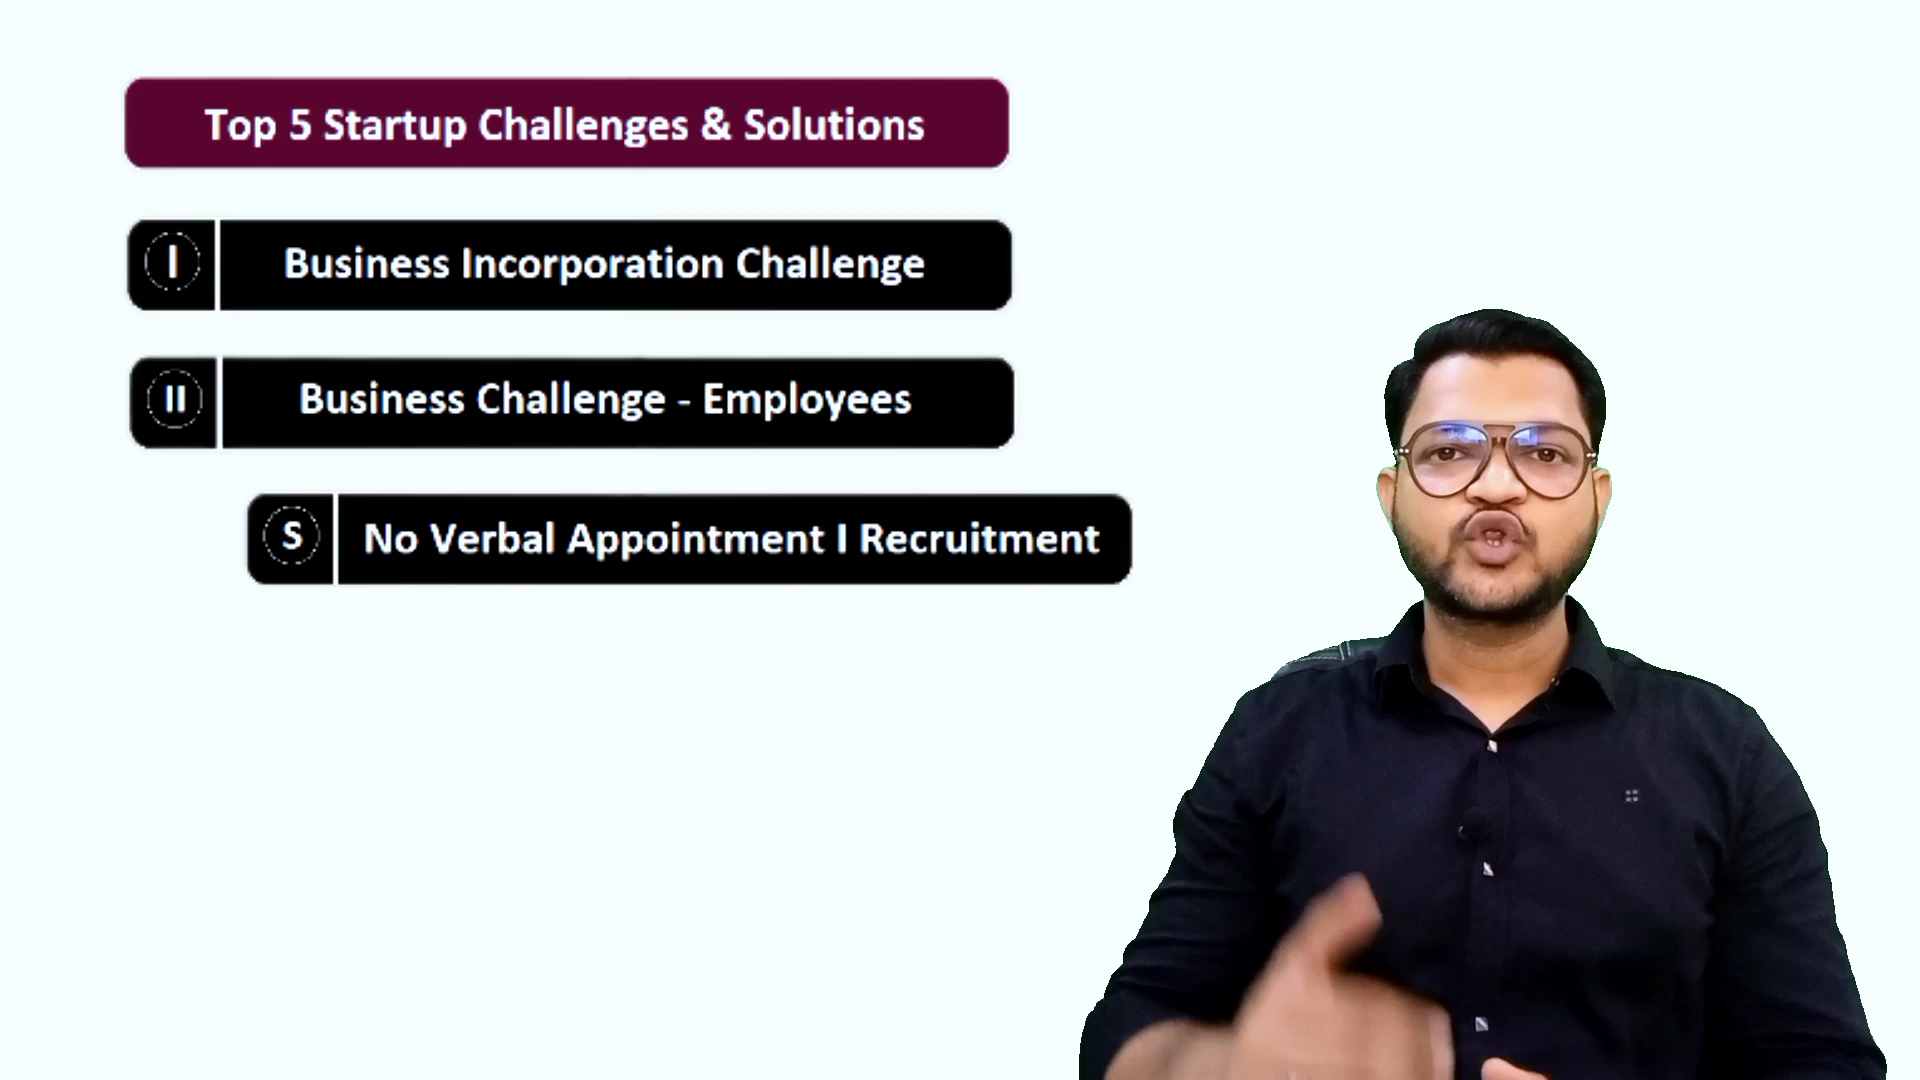 Top 5 Startup Challenges & Solutions
I Business Incorporation Challenge
II Business Challenge - Employees
S No Verbal Appointment I Recruitment